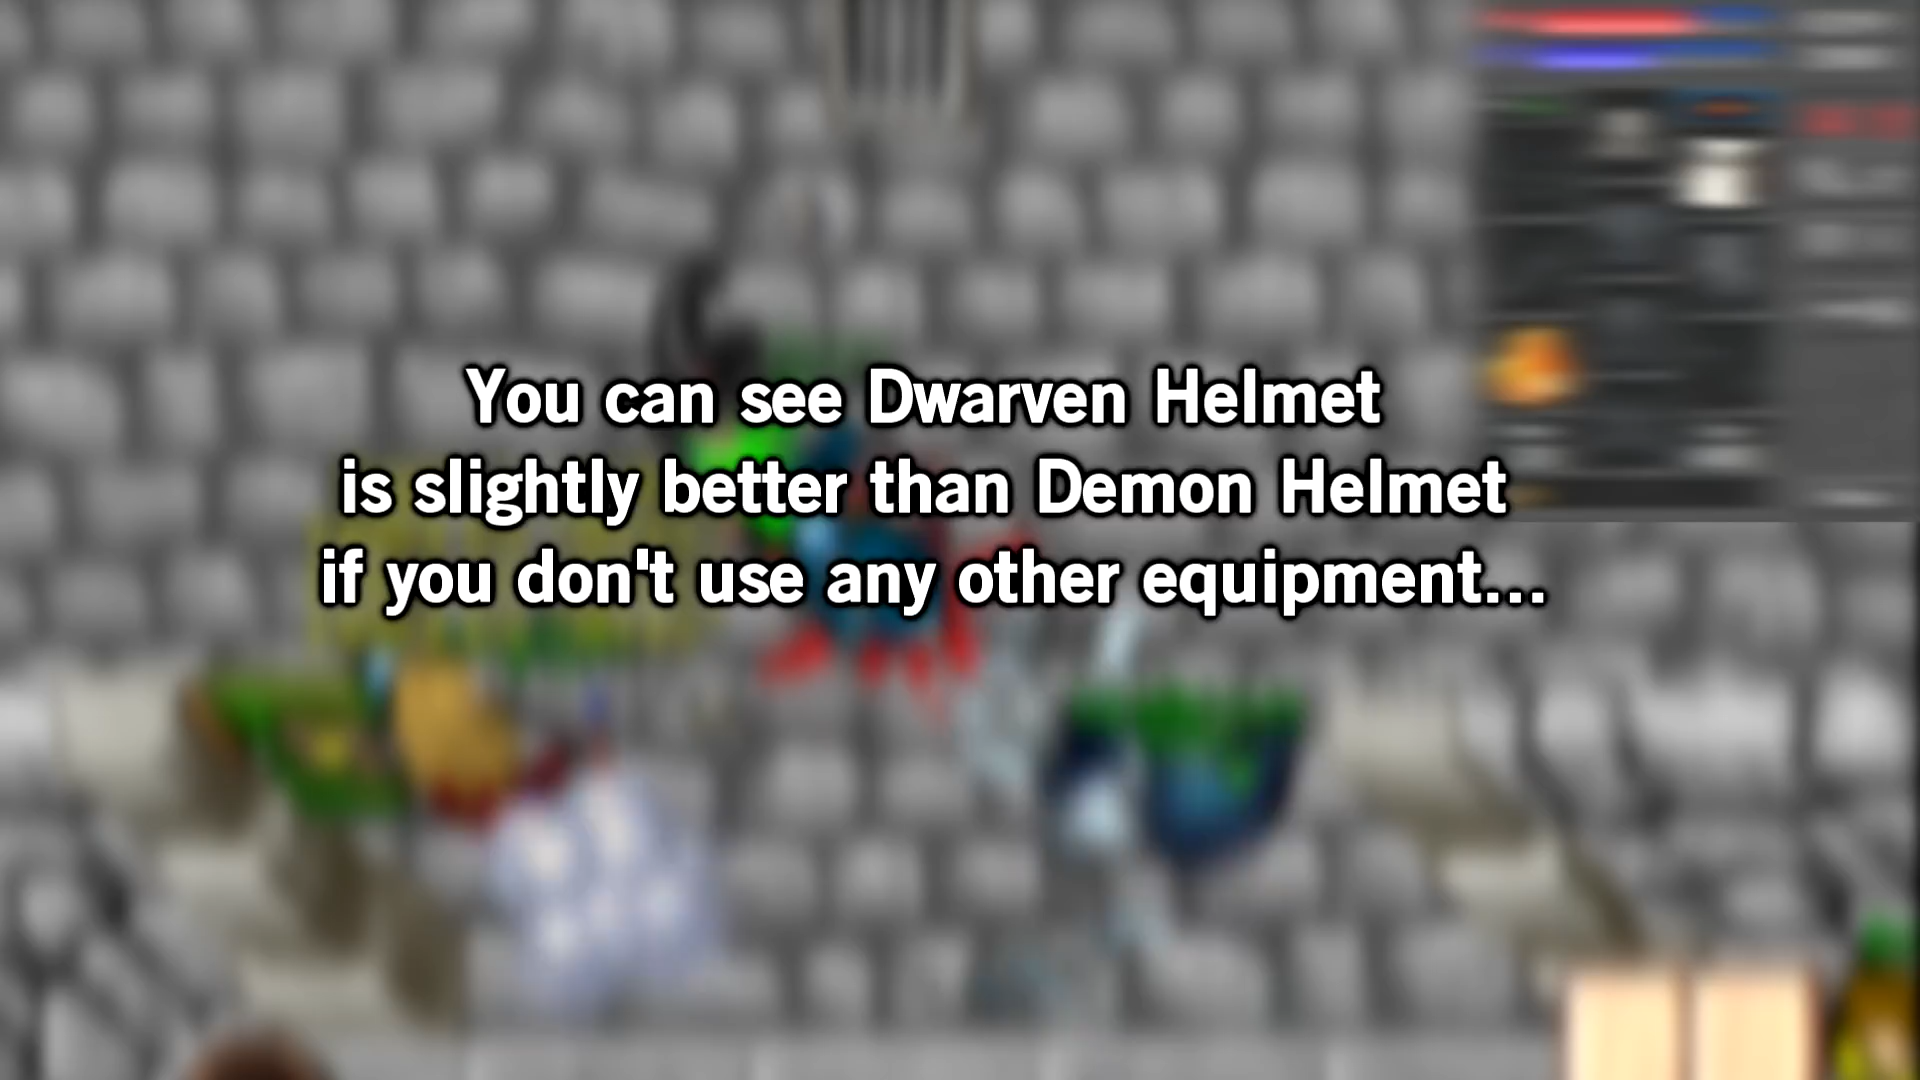 You can see Dwarven Helmet
is slightly better than Demon Helmet
if you don't use any other equipment...